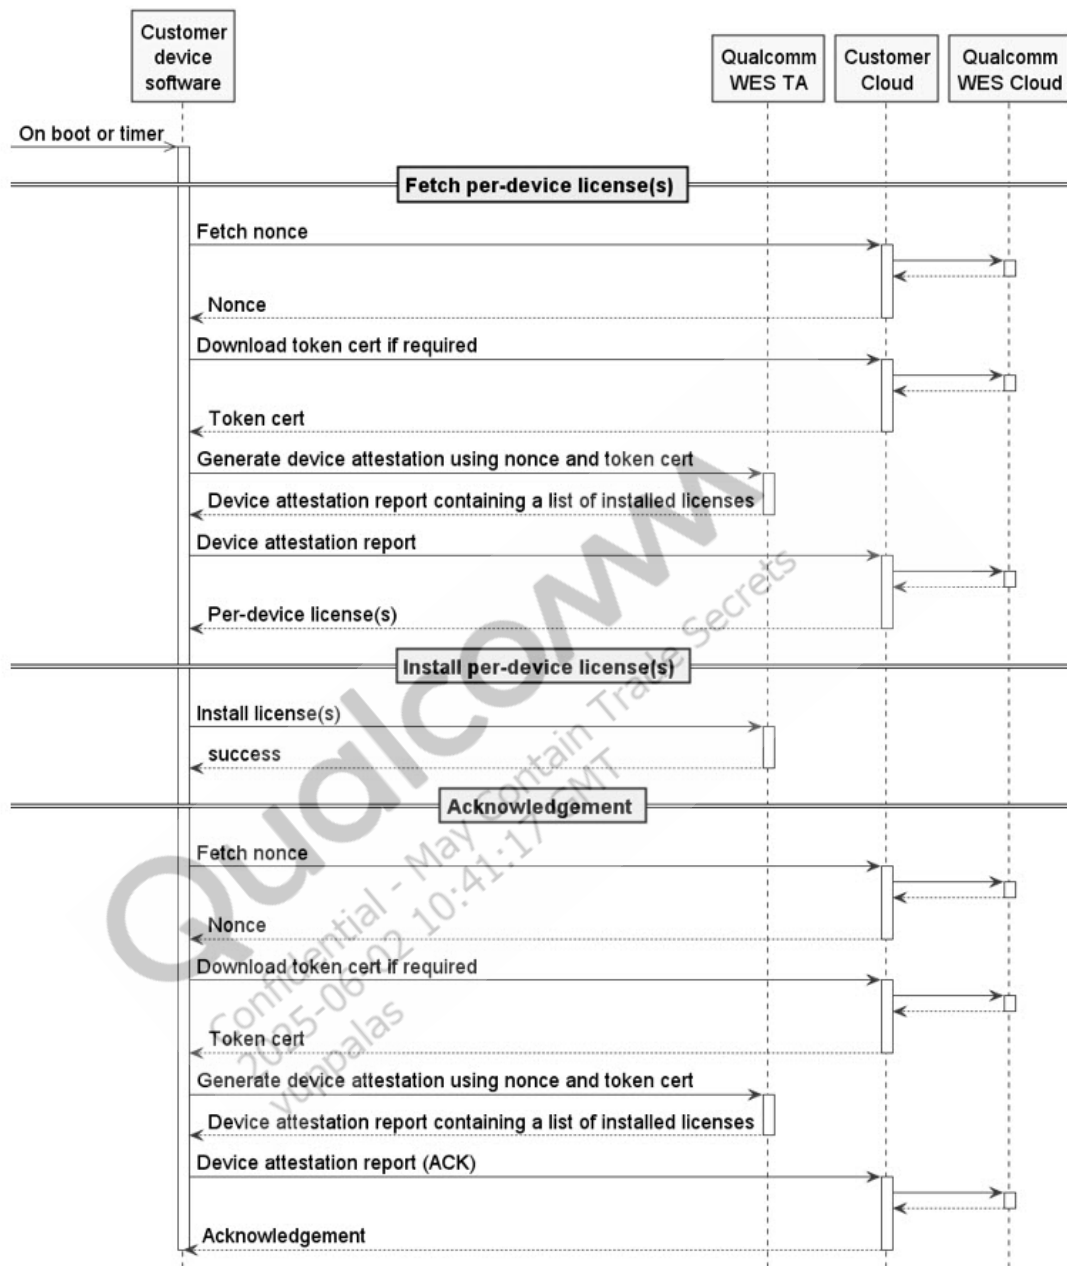 Customer
device
software
Qualcomm
WES TA
Customer
Cloud
Qualcomm
WES Cloud
On boot or timer
Fetch per-device license(s)
Fetch nonce
Nonce
Download token cert if required
Token cert
Generate device attestation using nonce and token cert
Device attestation report containing a list of installed licenses
Device attestation report
Per-device license(s)
Install per-device license(s)
Install license(s)
success
Acknowledgement
Fetch nonce
Nonce
Download token cert if required
Token cert
Generate device attestation using nonce and token cert
Device attestation report containing a list of installed licenses
Device attestation report (ACK)
Acknowledgement
Qualcomm
Confidential - May Contain Trade Secrets
2025-06-02 10:41:17 GMT
vuppalas